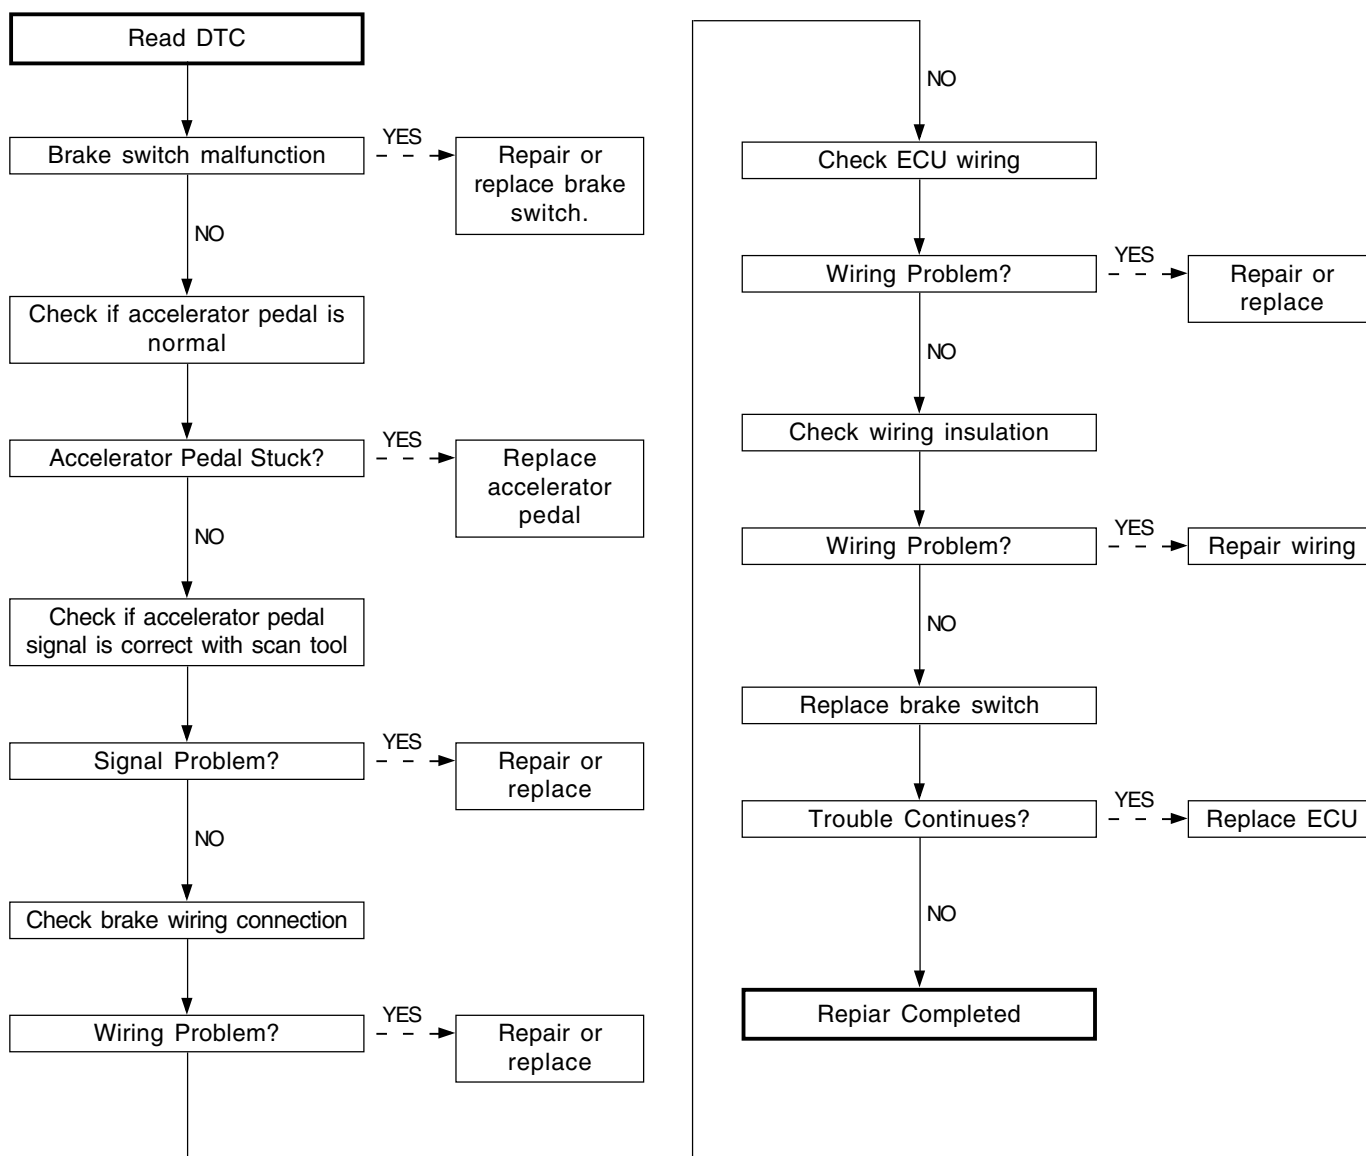 Read DTC
Brake switch malfunction
YES
Repair or
replace brake
switch.
NO
Check if accelerator pedal is
normal
Accelerator Pedal Stuck?
YES
Replace
accelerator
pedal
NO
Check if accelerator pedal
signal is correct with scan tool
Signal Problem?
YES
Repair or
replace
NO
Check brake wiring connection
Wiring Problem?
YES
Repair or
replace
NO
Check ECU wiring
Wiring Problem?
YES
Repair or
replace
NO
Check wiring insulation
Wiring Problem?
YES
Repair wiring
NO
Replace brake switch
Trouble Continues?
YES
Replace ECU
NO
Repiar Completed